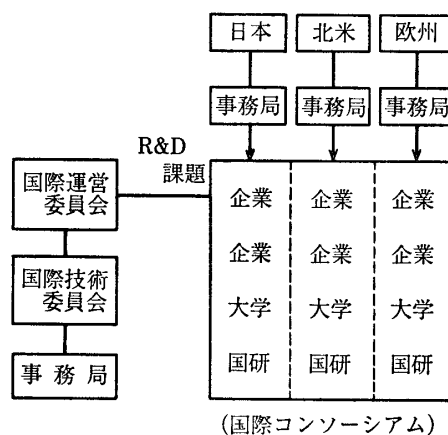 日本 北米 欧州
事務局 事務局 事務局
R&D
課題
国際運営
委員会
国際技術
委員会
事務局
企業 企業 企業
企業 企業 企業
大学 大学 大学
国研 国研 国研
(国際コンソーシアム)